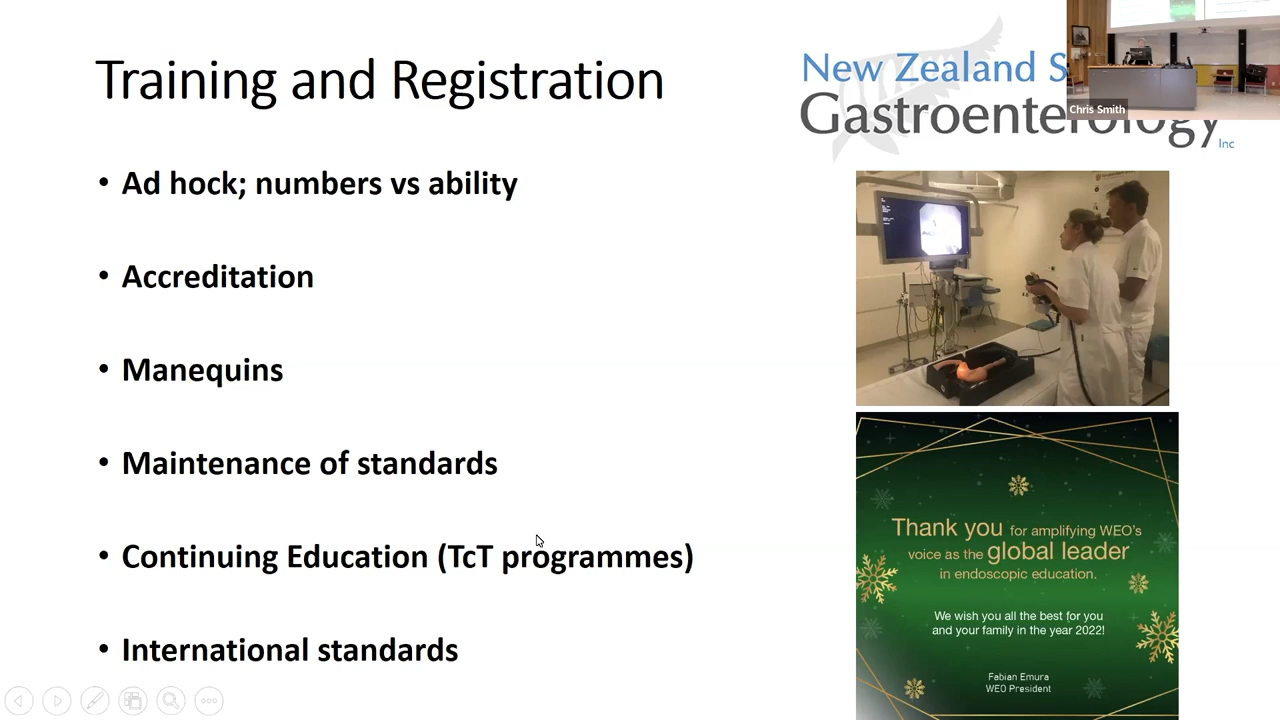 Training and Registration
New Zealand S
Gastroenterology
Inc
Chris Smith
• Ad hock; numbers vs ability
• Accreditation
• Manequins
• Maintenance of standards
• Continuing Education (TcT programmes)
• International standards
Thank you for amplifying WEO's
voice as the global leader
in endoscopic education.
We wish you all the best for you
and your family in the year 2022!
Fabian Emura
WEO President